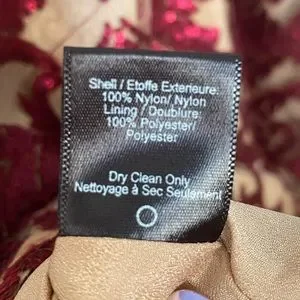 Shell / Etoffe Exterieure:
100% Nylon/ Nylon
Lining / Doublure:
100% Polyester/
Polyester
Dry Clean Only
Nettoyage à Sec Seulement